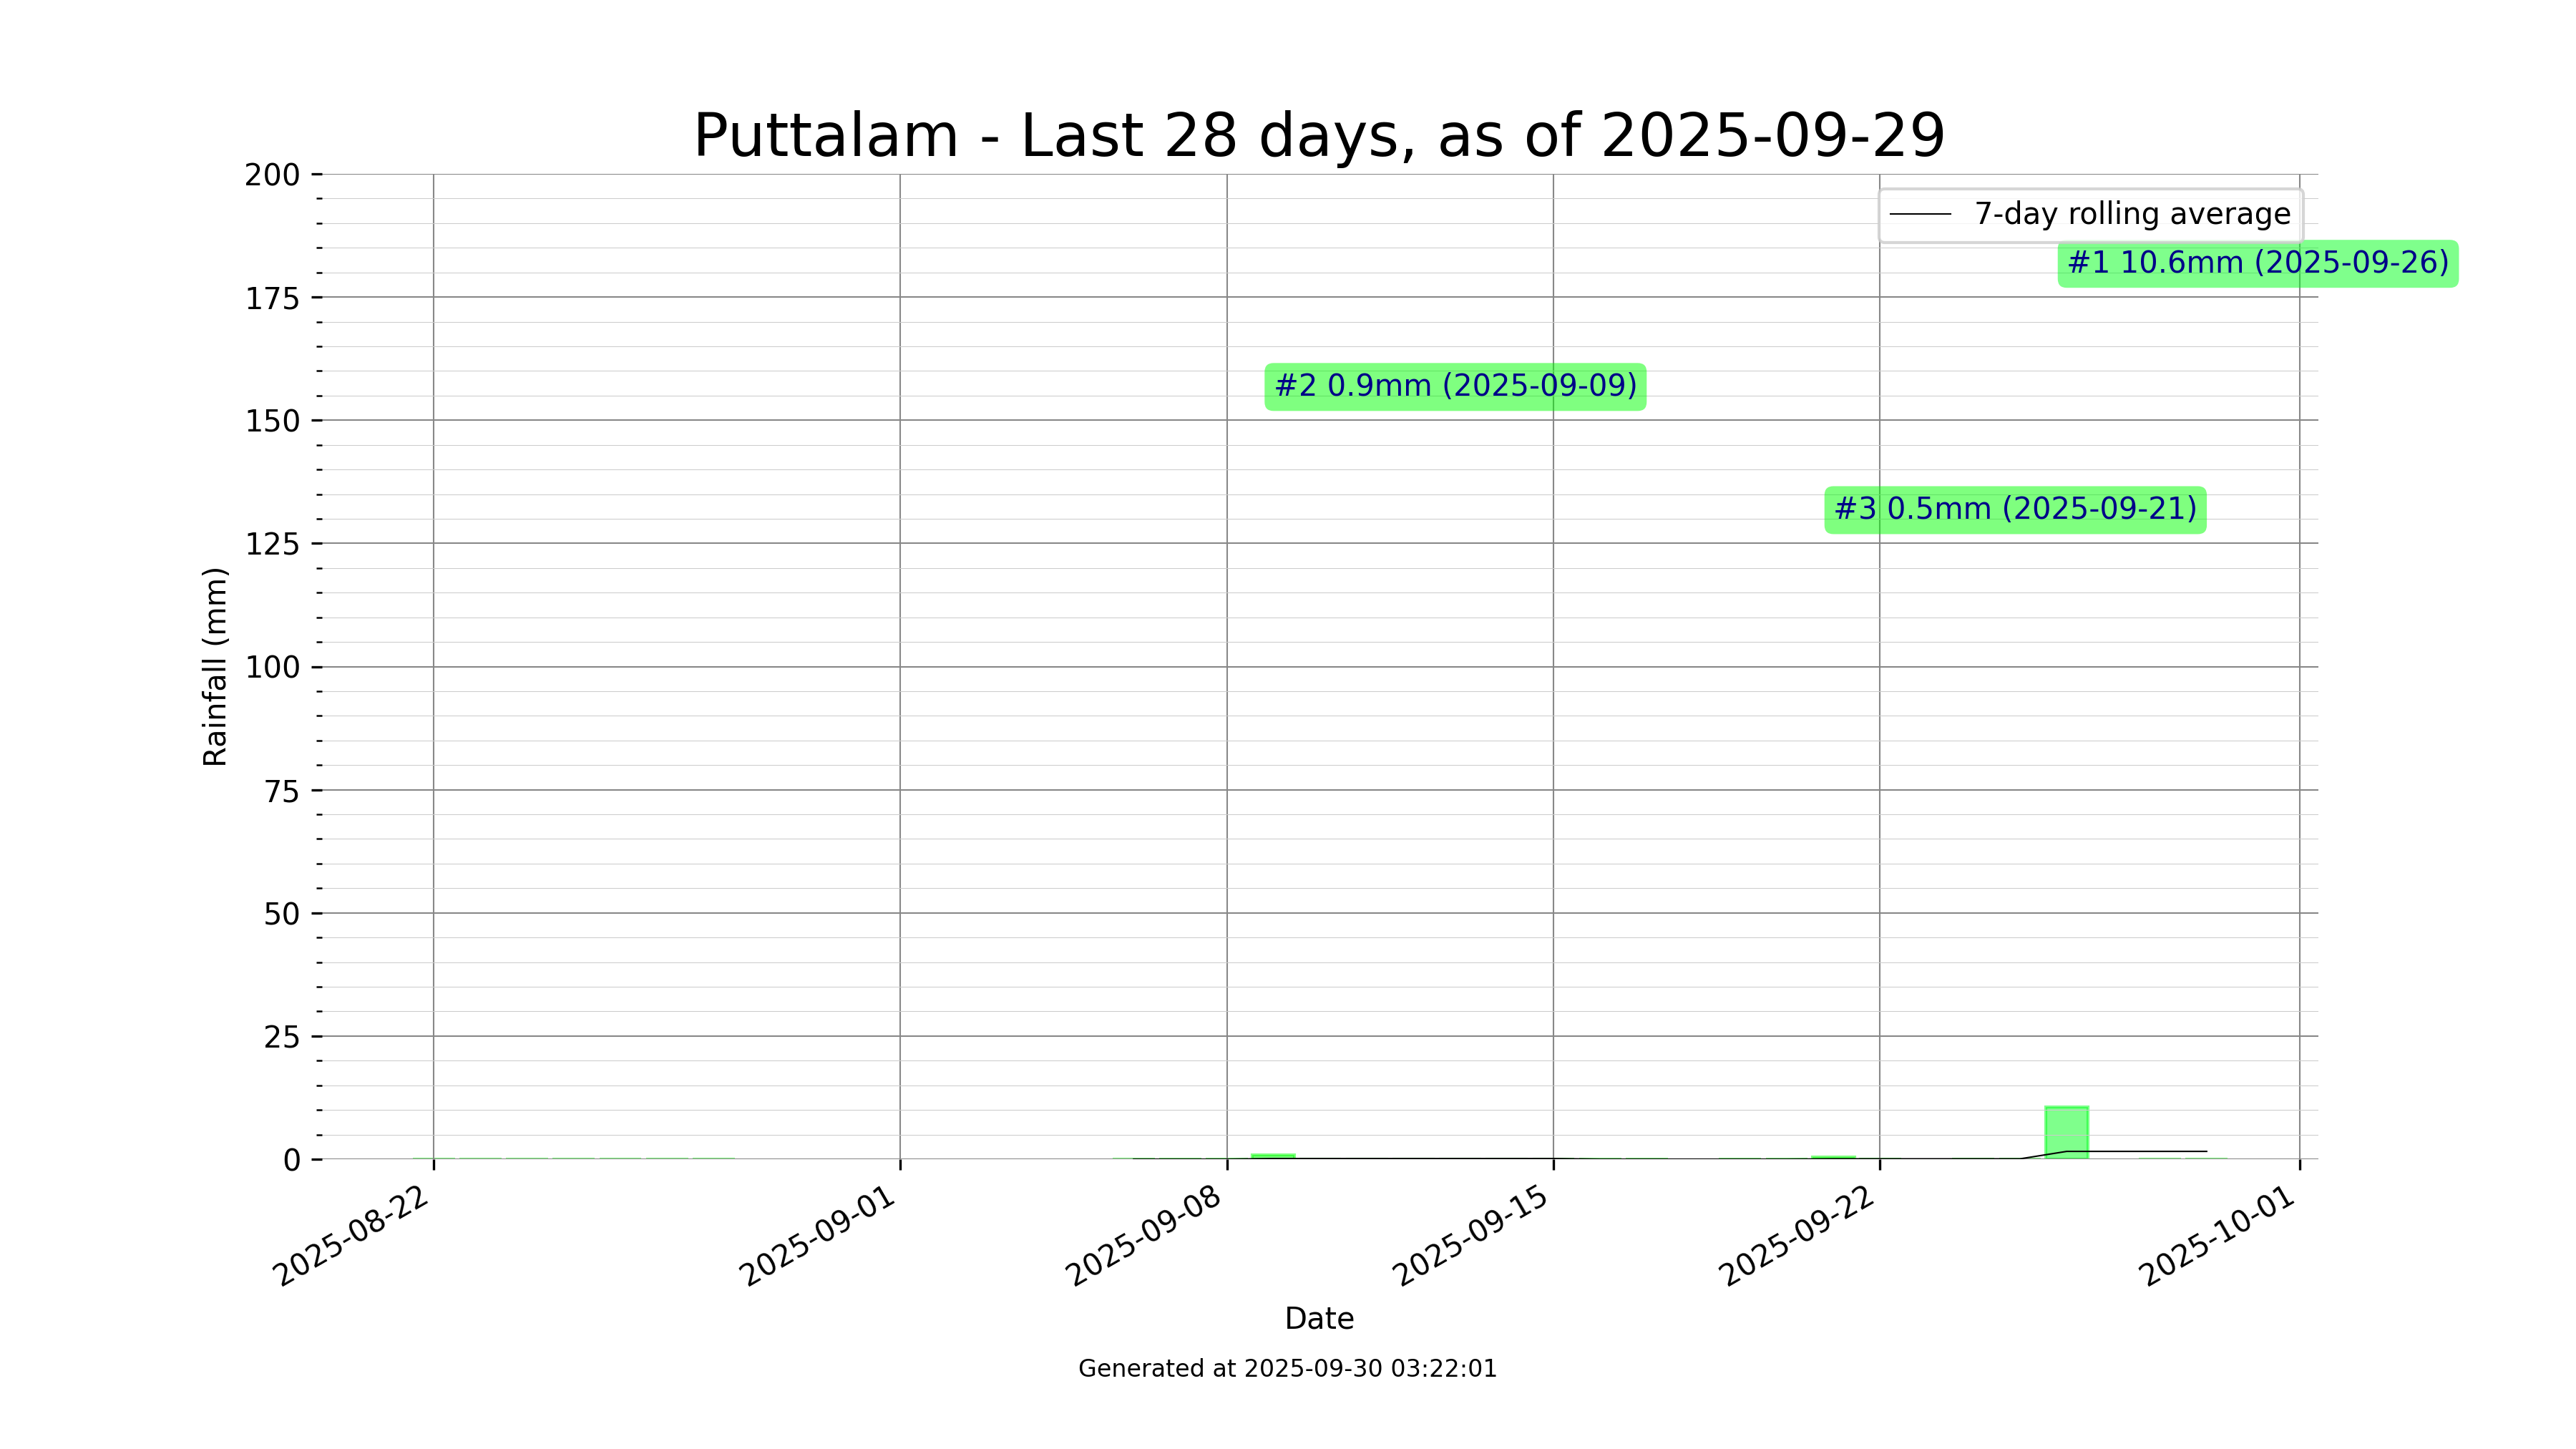 Puttalam - Last 28 days, as of 2025-09-29
200
7-day rolling average
#1 10.6mm (2025-09-26)
175
#2 0.9mm (2025-09-09)
150
#3 0.5mm (2025-09-21)
125
Rainfall (mm)
100
75
50
25
0
2025-08-22
2025-09-01
2025-09-08
2025-09-15
2025-09-22
2025-10-01
Date
Generated at 2025-09-30 03:22:01